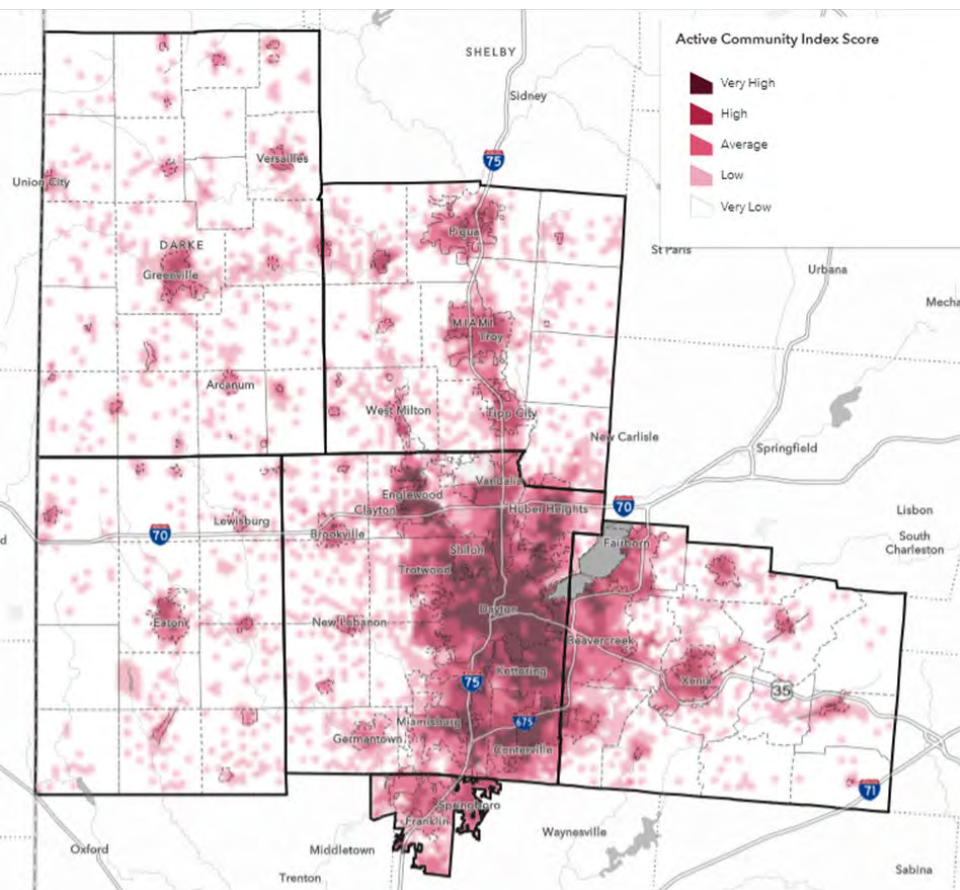 Active Community Index Score
Very High
High
Average
Low
Very Low
SHELBY
Sidney
75
Versailles
Union City
Piqua
DARKE
Greenville
St Paris
Urbana
Mecha
MIAMI
Troy
Arcanum
West Milton
Tipp City
New Carlisle
Springfield
Vandalia
Englewood
Clayton
Huber Heights
70
Lisbon
South
Charleston
Lewisburg
70
Brookville
d
Shiloh
Fairborn
Trotwood
Dayton
Eaton
New Lebanon
Beavercreek
Kettering
Xenia
75
35
Miamisburg
675
Germantown
Centerville
71
Springboro
Franklin
Waynesville
Oxford
Middletown
Trenton
Sabina